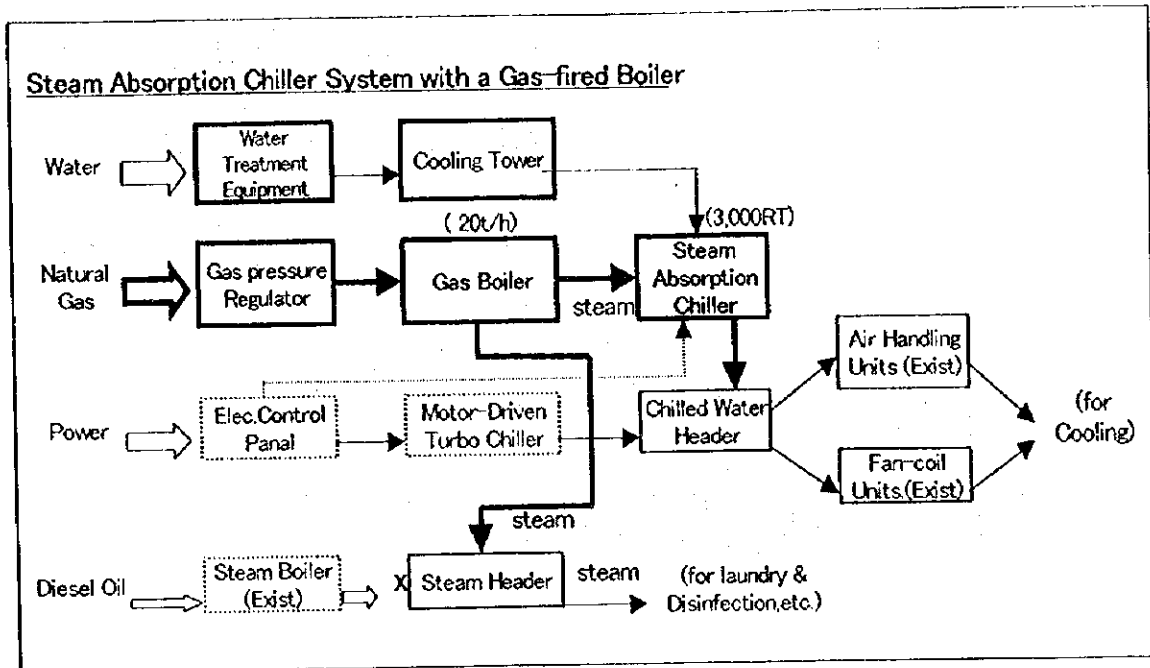 Steam Absorption Chiller System with a Gas-fired Boiler
Water
Water
Treatment
Equipment
Cooling Tower
( 20t/h)
(3,000RT)
Natural
Gas
Gas pressure
Regulator
Gas Boiler
steam
Steam
Absorption
Chiller
Power
Elec.Control
Panal
Motor-Driven
Turbo Chiller
Chilled Water
Header
Air Handling
Units (Exist)
Fan-coil
Units.(Exist)
(for
Cooling)
steam
Diesel Oil
Steam Boiler
(Exist)
X
Steam Header
steam
(for laundry &
Disinfection,etc.)